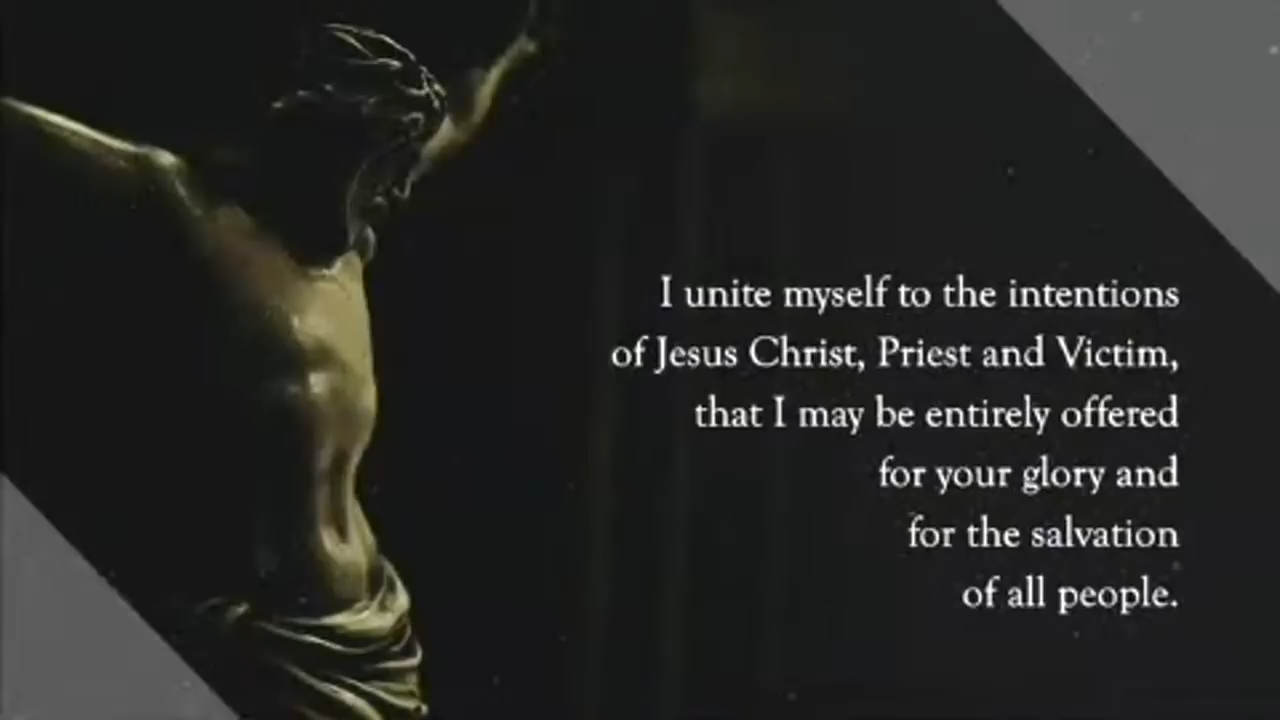 I unite myself to the intentions
of Jesus Christ, Priest and Victim,
that I may be entirely offered
for your glory and
for the salvation
of all people.